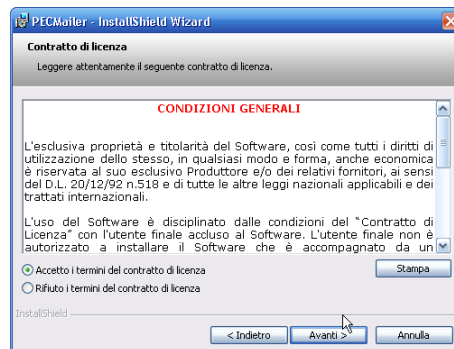 PECMailer - InstallShield Wizard
Contratto di licenza
Leggere attentamente il seguente contratto di licenza.
CONDIZIONI GENERALI
L'esclusiva proprietà e titolarità del Software, così come tutti i diritti di
utilizzazione dello stesso, in qualsiasi modo e forma, anche economica
è riservata al suo esclusivo Produttore e/o dei relativi fornitori, ai sensi
del D.L. 20/12/92 n.518 e di tutte le altre leggi nazionali applicabili e dei
trattati internazionali.
L'uso del Software è disciplinato dalle condizioni del "Contratto di
Licenza" con l'utente finale accluso al Software. L'utente finale non è
autorizzato a installare il Software che è accompagnato da un
Accetto i termini del contratto di licenza
Stampa
Rifiuto i termini del contratto di licenza
InstallShield
< Indietro
Avanti >
Annulla